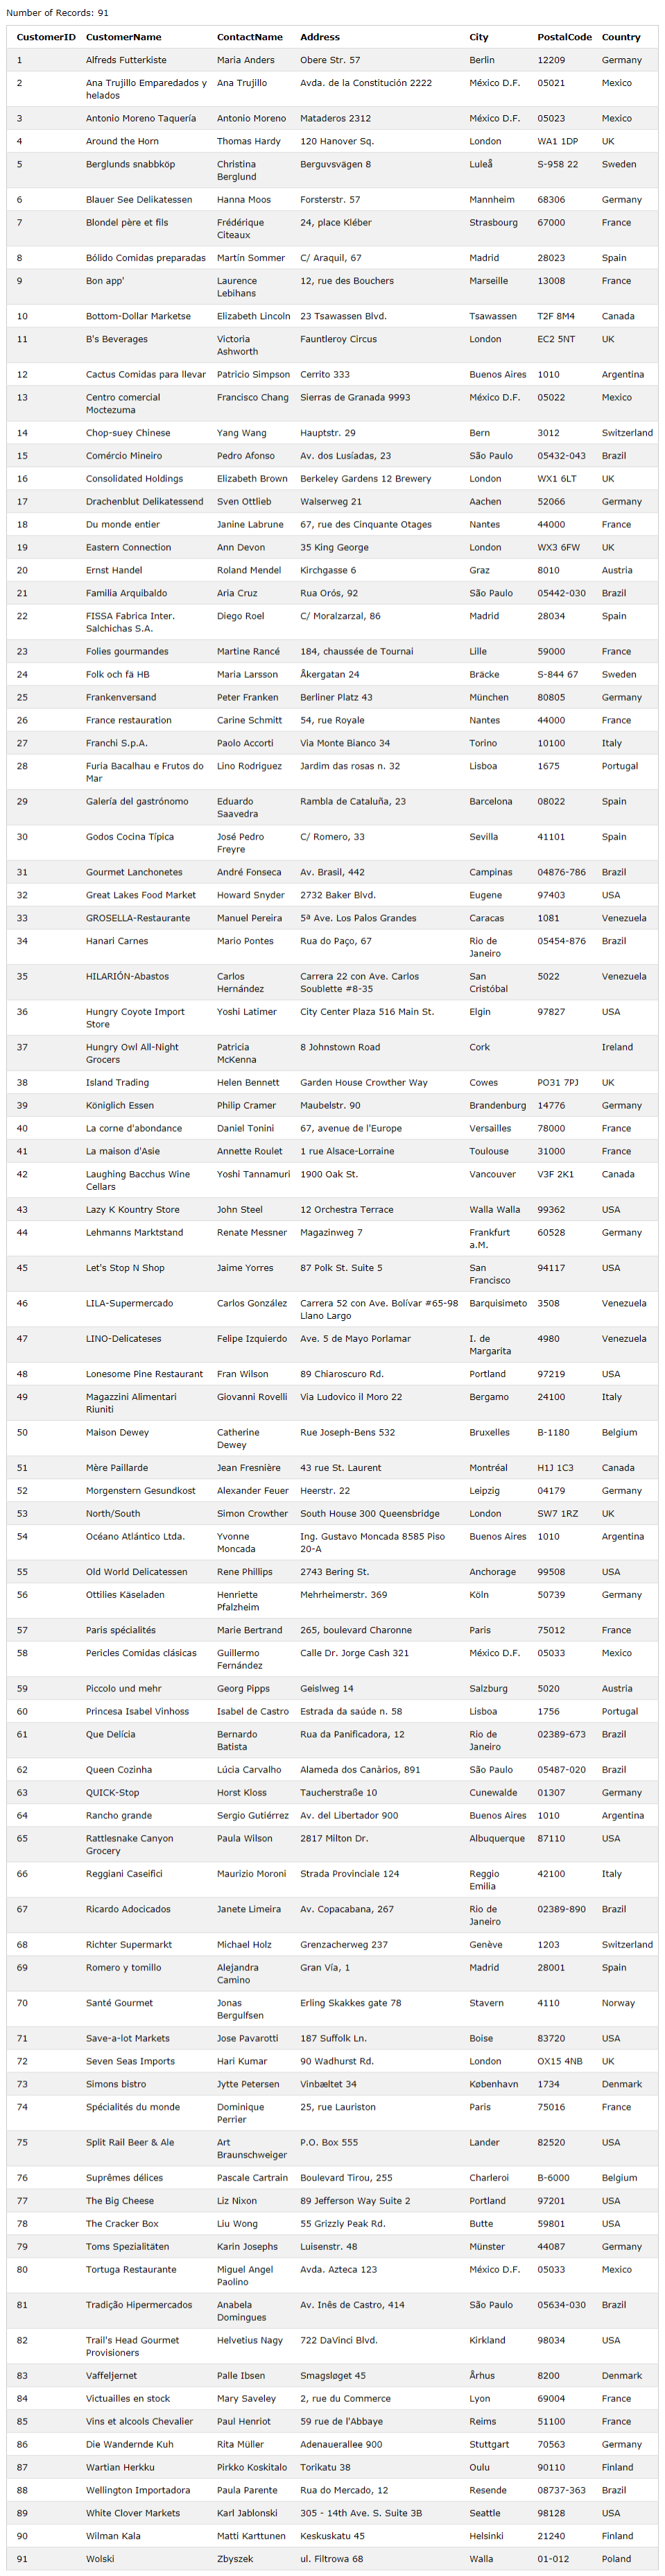 Number of Records: 91
CustomerID CustomerName ContactName Address City PostalCode Country
1 Alfreds Futterkiste Maria Anders Obere Str. 57 Berlin 12209 Germany
2 Ana Trujillo Emparedados y Ana Trujillo Avda. de la Constitución 2222 México D.F. 05021 Mexico
helados
3 Antonio Moreno Taquería Antonio Moreno Mataderos 2312 México D.F. 05023 Mexico
4 Around the Horn Thomas Hardy 120 Hanover Sq. London WA1 1DP UK
5 Berglunds snabbköp Christina Berguvsvägen 8 Luleå S-958 22 Sweden
Berglund
6 Blauer See Delikatessen Hanna Moos Forsterstr. 57 Mannheim 68306 Germany
7 Blondel père et fils Frédérique 24, place Kléber Strasbourg 67000 France
Citeaux
8 Bólido Comidas preparadas Martín Sommer C/ Araquil, 67 Madrid 28023 Spain
9 Bon app' Laurence 12, rue des Bouchers Marseille 13008 France
Lebihans
10 Bottom-Dollar Marketse Elizabeth Lincoln 23 Tsawassen Blvd. Tsawassen T2F 8M4 Canada
11 B's Beverages Victoria Fauntleroy Circus London EC2 5NT UK
Ashworth
12 Cactus Comidas para llevar Patricio Simpson Cerrito 333 Buenos Aires 1010 Argentina
13 Centro comercial Francisco Chang Sierras de Granada 9993 México D.F. 05022 Mexico
Moctezuma
14 Chop-suey Chinese Yang Wang Hauptstr. 29 Bern 3012 Switzerland
15 Comércio Mineiro Pedro Afonso Av. dos Lusíadas, 23 São Paulo 05432-043 Brazil
16 Consolidated Holdings Elizabeth Brown Berkeley Gardens 12 Brewery London WX1 6LT UK
17 Drachenblut Delikatessend Sven Ottlieb Walserweg 21 Aachen 52066 Germany
18 Du monde entier Janine Labrune 67, rue des Cinquante Otages Nantes 44000 France
19 Eastern Connection Ann Devon 35 King George London WX3 6FW UK
20 Ernst Handel Roland Mendel Kirchgasse 6 Graz 8010 Austria
21 Familia Arquibaldo Aria Cruz Rua Orós, 92 São Paulo 05442-030 Brazil
22 FISSA Fabrica Inter. Diego Roel C/ Moralzarzal, 86 Madrid 28034 Spain
Salchichas S.A.
23 Folies gourmandes Martine Rancé 184, chaussée de Tournai Lille 59000 France
24 Folk och fä HB Maria Larsson Åkergatan 24 Bräcke S-844 67 Sweden
25 Frankenversand Peter Franken Berliner Platz 43 München 80805 Germany
26 France restauration Carine Schmitt 54, rue Royale Nantes 44000 France
27 Franchi S.p.A. Paolo Accorti Via Monte Bianco 34 Torino 10100 Italy
28 Furia Bacalhau e Frutos do Lino Rodriguez Jardim das rosas n. 32 Lisboa 1675 Portugal
Mar
29 Galería del gastrónomo Eduardo Rambla de Cataluña, 23 Barcelona 08022 Spain
Saavedra
30 Godos Cocina Típica José Pedro C/ Romero, 33 Sevilla 41101 Spain
Freyre
31 Gourmet Lanchonetes André Fonseca Av. Brasil, 442 Campinas 04876-786 Brazil
32 Great Lakes Food Market Howard Snyder 2732 Baker Blvd. Eugene 97403 USA
33 GROSELLA-Restaurante Manuel Pereira 5ª Ave. Los Palos Grandes Caracas 1081 Venezuela
34 Hanari Carnes Mario Pontes Rua do Paço, 67 Rio de 05454-876 Brazil
Janeiro
35 HILARIÓN-Abastos Carlos Carrera 22 con Ave. Carlos San 5022 Venezuela
Hernández Soublette #8-35 Cristóbal
36 Hungry Coyote Import Yoshi Latimer City Center Plaza 516 Main St. Elgin 97827 USA
Store
37 Hungry Owl All-Night Patricia 8 Johnstown Road Cork Ireland
Grocers McKenna
38 Island Trading Helen Bennett Garden House Crowther Way Cowes PO31 7PJ UK
39 Königlich Essen Philip Cramer Maubelstr. 90 Brandenburg 14776 Germany
40 La corne d'abondance Daniel Tonini 67, avenue de l'Europe Versailles 78000 France
41 La maison d'Asie Annette Roulet 1 rue Alsace-Lorraine Toulouse 31000 France
42 Laughing Bacchus Wine Yoshi Tannamuri 1900 Oak St. Vancouver V3F 2K1 Canada
Cellars
43 Lazy K Kountry Store John Steel 12 Orchestra Terrace Walla Walla 99362 USA
44 Lehmanns Marktstand Renate Messner Magazinweg 7 Frankfurt 60528 Germany
a.M.
45 Let's Stop N Shop Jaime Yorres 87 Polk St. Suite 5 San 94117 USA
Francisco
46 LILA-Supermercado Carlos González Carrera 52 con Ave. Bolívar #65-98 Barquisimeto 3508 Venezuela
Llano Largo
47 LINO-Delicateses Felipe Izquierdo Ave. 5 de Mayo Porlamar I. de 4980 Venezuela
Margarita
48 Lonesome Pine Restaurant Fran Wilson 89 Chiaroscuro Rd. Portland 97219 USA
49 Magazzini Alimentari Giovanni Rovelli Via Ludovico il Moro 22 Bergamo 24100 Italy
Riuniti
50 Maison Dewey Catherine Rue Joseph-Bens 532 Bruxelles B-1180 Belgium
Dewey
51 Mère Paillarde Jean Fresnière 43 rue St. Laurent Montréal H1J 1C3 Canada
52 Morgenstern Gesundkost Alexander Feuer Heerstr. 22 Leipzig 04179 Germany
53 North/South Simon Crowther South House 300 Queensbridge London SW7 1RZ UK
54 Océano Atlántico Ltda. Yvonne Ing. Gustavo Moncada 8585 Piso Buenos Aires 1010 Argentina
Moncada 20-A
55 Old World Delicatessen Rene Phillips 2743 Bering St. Anchorage 99508 USA
56 Ottilies Käseladen Henriette Mehrheimerstr. 369 Köln 50739 Germany
Pfalzheim
57 Paris spécialités Marie Bertrand 265, boulevard Charonne Paris 75012 France
58 Pericles Comidas clásicas Guillermo Calle Dr. Jorge Cash 321 México D.F. 05033 Mexico
Fernández
59 Piccolo und mehr Georg Pipps Geislweg 14 Salzburg 5020 Austria
60 Princesa Isabel Vinhoss Isabel de Castro Estrada da saúde n. 58 Lisboa 1756 Portugal
61 Que Delícia Bernardo Rua da Panificadora, 12 Rio de 02389-673 Brazil
Batista Janeiro
62 Queen Cozinha Lúcia Carvalho Alameda dos Canàrios, 891 São Paulo 05487-020 Brazil
63 QUICK-Stop Horst Kloss Taucherstraße 10 Cunewalde 01307 Germany
64 Rancho grande Sergio Gutiérrez Av. del Libertador 900 Buenos Aires 1010 Argentina
65 Rattlesnake Canyon Paula Wilson 2817 Milton Dr. Albuquerque 87110 USA
Grocery
66 Reggiani Caseifici Maurizio Moroni Strada Provinciale 124 Reggio 42100 Italy
Emilia
67 Ricardo Adocicados Janete Limeira Av. Copacabana, 267 Rio de 02389-890 Brazil
Janeiro
68 Richter Supermarkt Michael Holz Grenzacherweg 237 Genève 1203 Switzerland
69 Romero y tomillo Alejandra Gran Vía, 1 Madrid 28001 Spain
Camino
70 Santé Gourmet Jonas Erling Skakkes gate 78 Stavern 4110 Norway
Bergulfsen
71 Save-a-lot Markets Jose Pavarotti 187 Suffolk Ln. Boise 83720 USA
72 Seven Seas Imports Hari Kumar 90 Wadhurst Rd. London OX15 4NB UK
73 Simons bistro Jytte Petersen Vinbæltet 34 København 1734 Denmark
74 Spécialités du monde Dominique 25, rue Lauriston Paris 75016 France
Perrier
75 Split Rail Beer & Ale Art P.O. Box 555 Lander 82520 USA
Braunschweiger
76 Suprêmes délices Pascale Cartrain Boulevard Tirou, 255 Charleroi B-6000 Belgium
77 The Big Cheese Liz Nixon 89 Jefferson Way Suite 2 Portland 97201 USA
78 The Cracker Box Liu Wong 55 Grizzly Peak Rd. Butte 59801 USA
79 Toms Spezialitäten Karin Josephs Luisenstr. 48 Münster 44087 Germany
80 Tortuga Restaurante Miguel Angel Avda. Azteca 123 México D.F. 05033 Mexico
Paolino
81 Tradição Hipermercados Anabela Av. Inês de Castro, 414 São Paulo 05634-030 Brazil
Domingues
82 Trail's Head Gourmet Helvetius Nagy 722 DaVinci Blvd. Kirkland 98034 USA
Provisioners
83 Vaffeljernet Palle Ibsen Smagsløget 45 Århus 8200 Denmark
84 Victuailles en stock Mary Saveley 2, rue du Commerce Lyon 69004 France
85 Vins et alcools Chevalier Paul Henriot 59 rue de l'Abbaye Reims 51100 France
86 Die Wandernde Kuh Rita Müller Adenauerallee 900 Stuttgart 70563 Germany
87 Wartian Herkku Pirkko Koskitalo Torikatu 38 Oulu 90110 Finland
88 Wellington Importadora Paula Parente Rua do Mercado, 12 Resende 08737-363 Brazil
89 White Clover Markets Karl Jablonski 305 - 14th Ave. S. Suite 3B Seattle 98128 USA
90 Wilman Kala Matti Karttunen Keskuskatu 45 Helsinki 21240 Finland
91 Wolski Zbyszek ul. Filtrowa 68 Walla 01-012 Poland